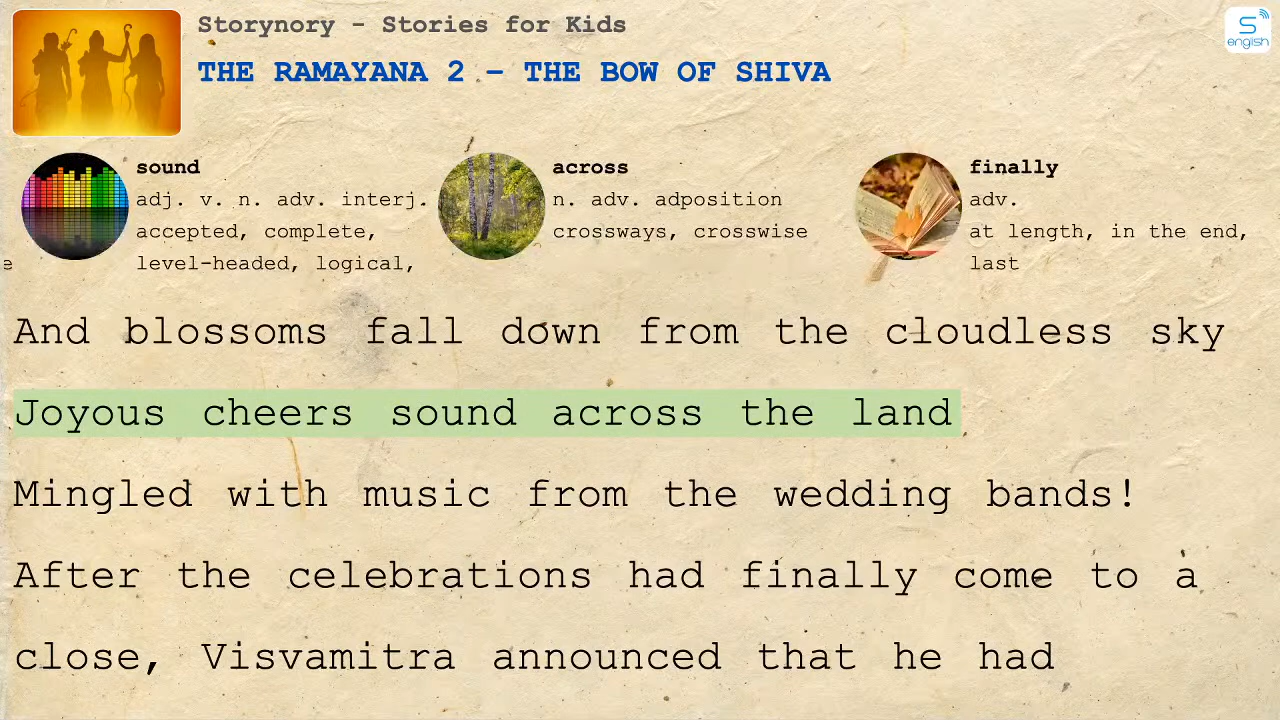 Storynory - Stories for Kids
THE RAMAYANA 2 – THE BOW OF SHIVA
S english
sound
adj. v. n. adv. interj.
accepted, complete,
level-headed, logical,
across
n. adv. adposition
crossways, crosswise
finally
adv.
at length, in the end,
last
e
And blossoms fall down from the cloudless sky
Joyous cheers sound across the land
Mingled with music from the wedding bands!
After the celebrations had finally come to a
close, Visvamitra announced that he had